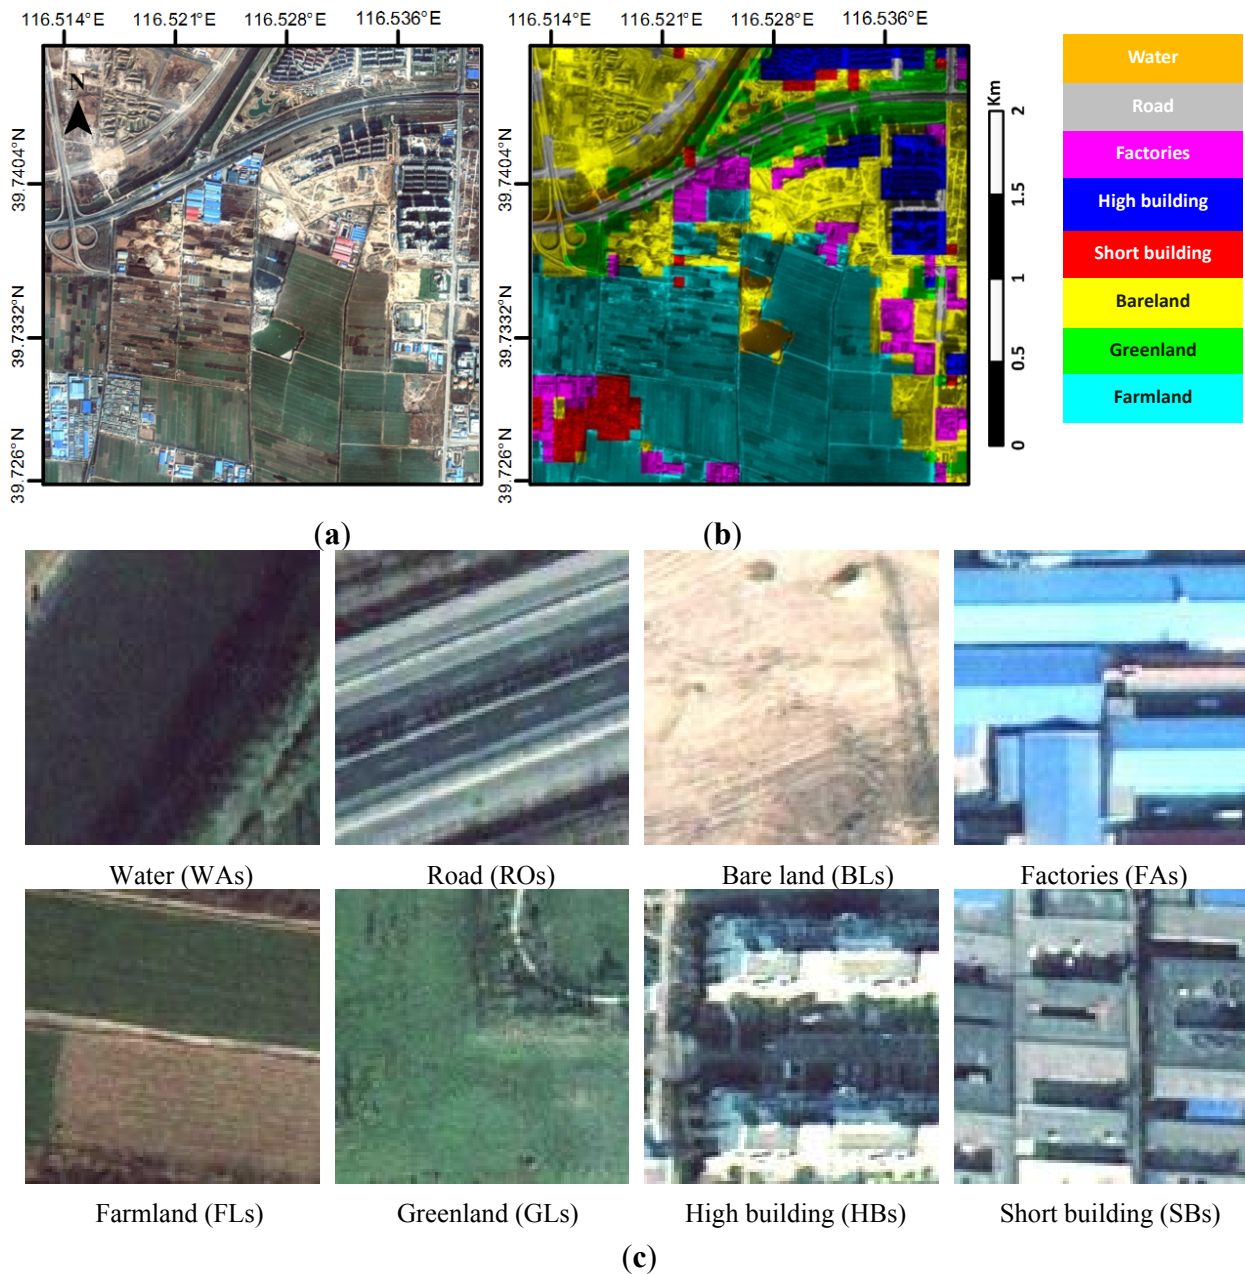 116.514°E 116.521°E 116.528°E 116.536°E
116.514°E 116.521°E 116.528°E 116.536°E
N
39.7404°N
39.7332°N
39.726°N
39.7404°N
39.7332°N
39.726°N
Km
2
1.5
1
0.5
0
Water
Road
Factories
High building
Short building
Bareland
Greenland
Farmland
(a)
(b)
Water (WAs)
Road (ROs)
Bare land (BLs)
Factories (FAs)
Farmland (FLs)
Greenland (GLs)
High building (HBs)
Short building (SBs)
(c)